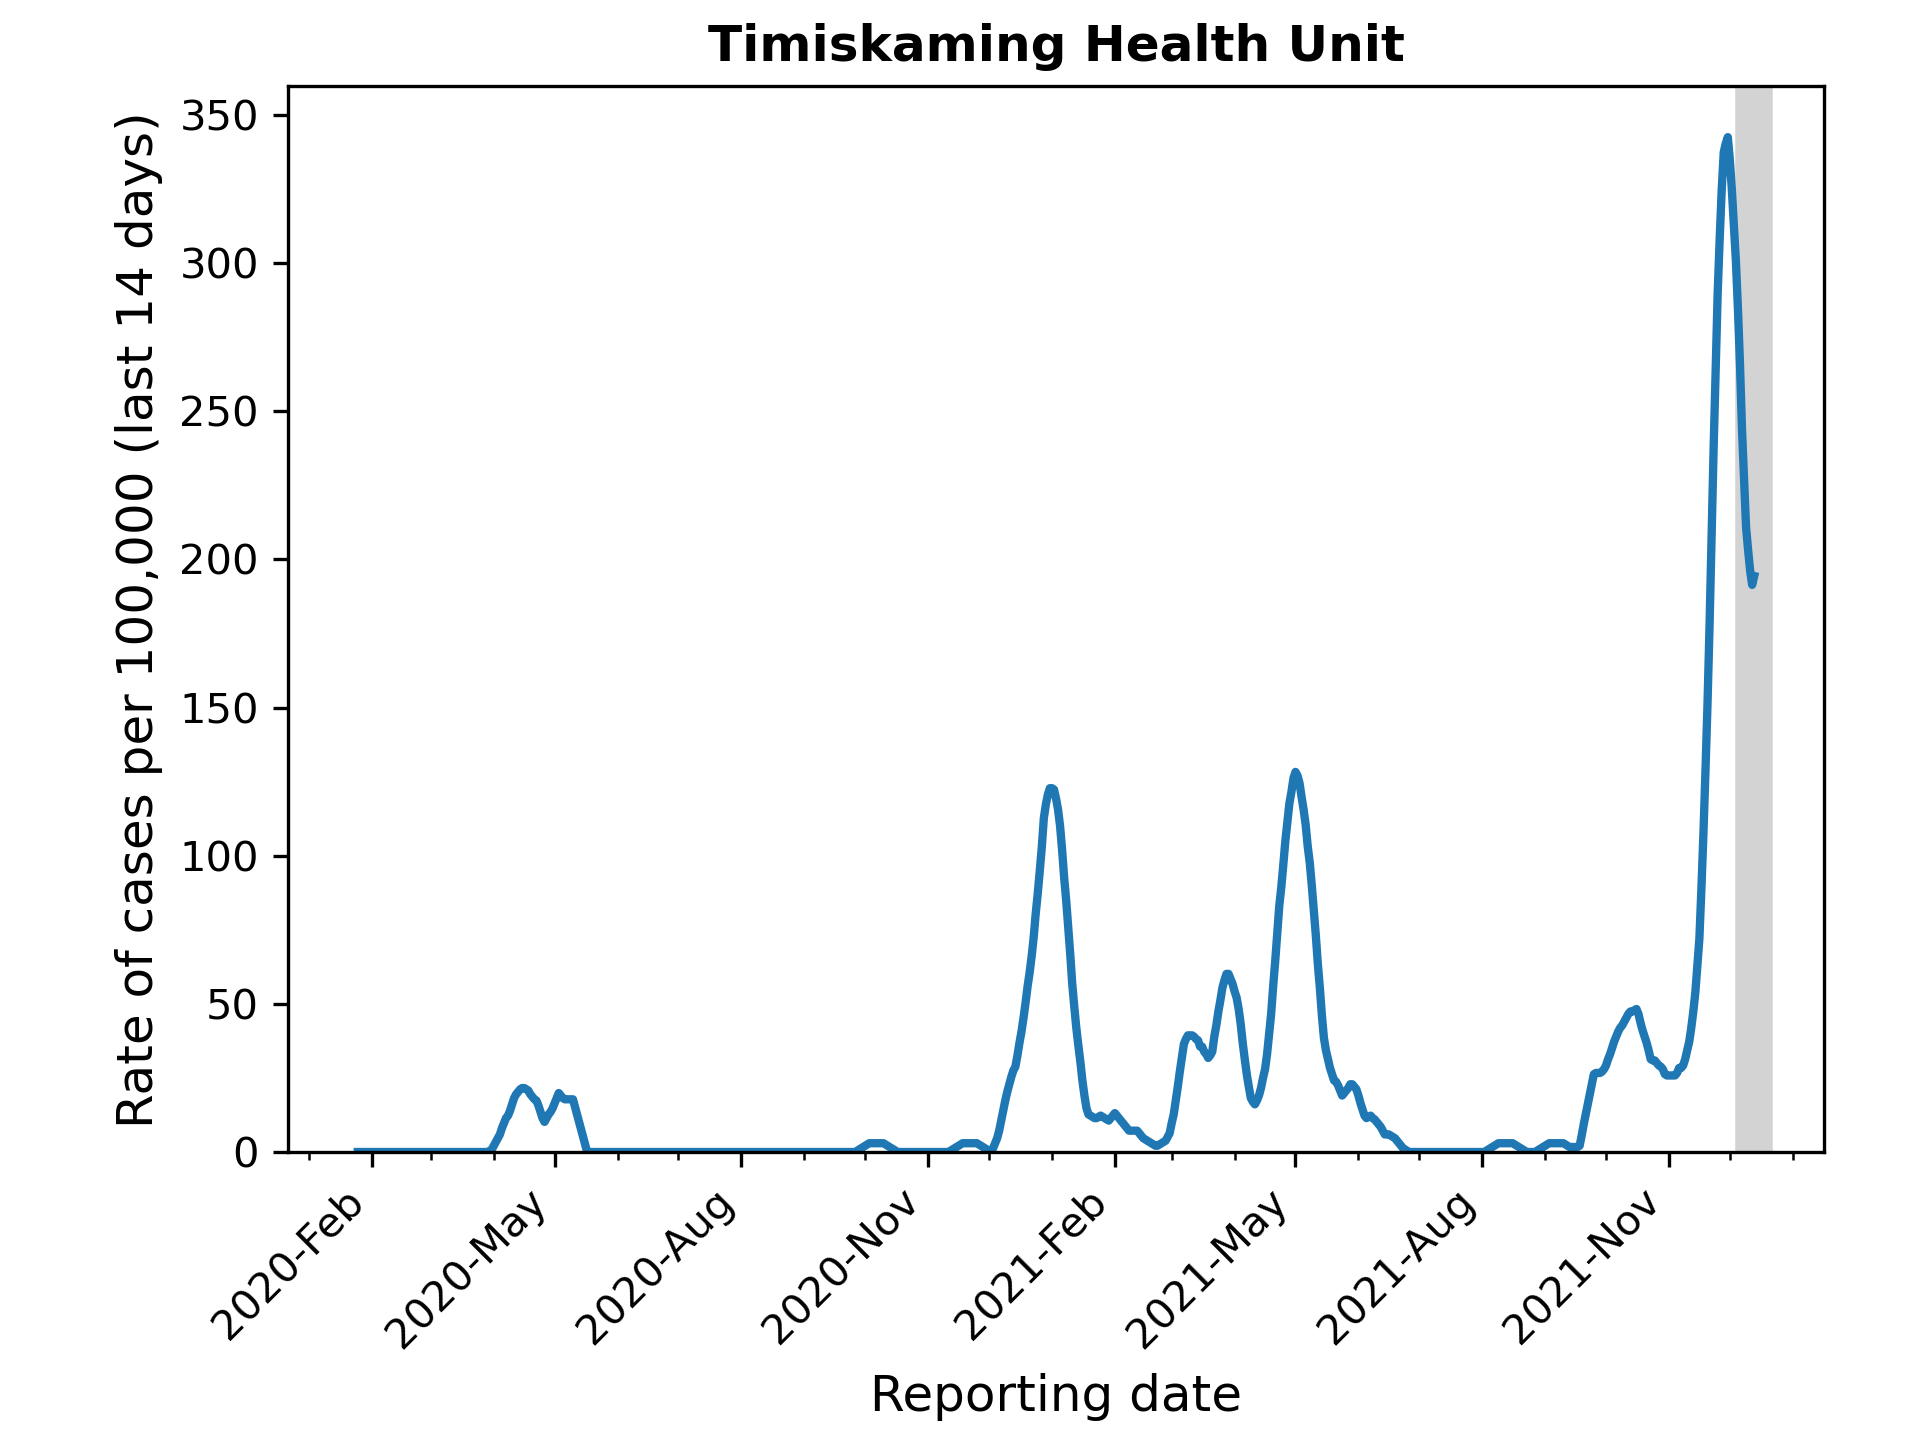 Timiskaming Health Unit
Rate of cases per 100,000 (last 14 days)
350
300
250
200
150
100
50
0
2020-Feb
2020-May
2020-Aug
2020-Nov
2021-Feb
2021-May
2021-Aug
2021-Nov
Reporting date